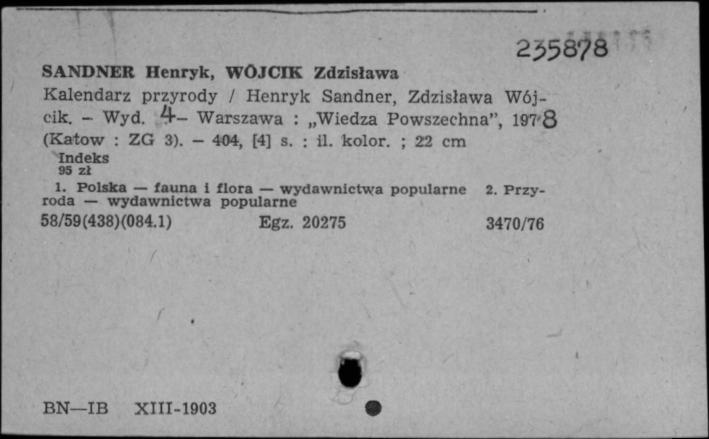 235878
SANDNER Henryk, WÓJCIK Zdzisława
Kalendarz przyrody / Henryk Sandner, Zdzisława Wój-
cik. – Wyd. 4– Warszawa : „Wiedza Powszechna”, 1978
(Katow : ZG 3). – 404, [4] s. : il. kolor. ; 22 cm
Indeks
95 zł
1. Polska — fauna i flora — wydawnictwa popularne 2. Przy-
roda — wydawnictwa popularne
58/59(438)(084.1) Egz. 20275 3470/76
BN—IB XIII-1903